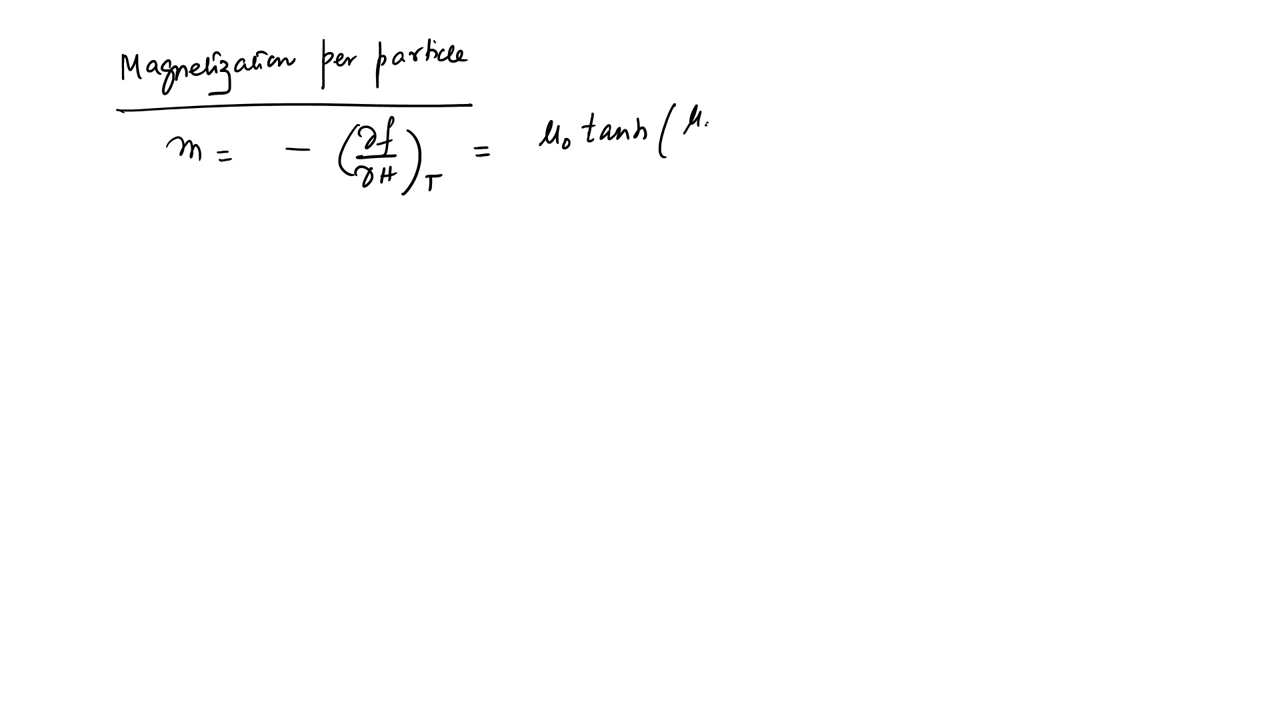 Magnetization per particle
m = - (∂f/∂H)_T = μ₀ tanh(μ